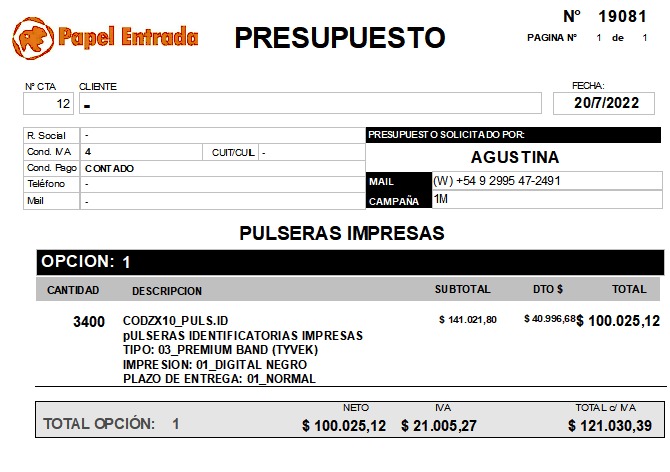 Papel Entrada
PRESUPUESTO
Nº 19081
PAGINA Nº 1 de 1
Nº CTA CLIENTE FECHA:
12 - 20/7/2022
R. Social -
Cond. IVA 4 CUIT/CUIL -
Cond. Pago CONTADO
Teléfono -
Mail -
PRESUPUESTO SOLICITADO POR:
AGUSTINA
MAIL (W) +54 9 2995 47-2491
CAMPAÑA 1M
PULSERAS IMPRESAS
OPCION: 1
CANTIDAD DESCRIPCION SUBTOTAL DTO $ TOTAL
3400 CODZX10_PULS.ID $ 141.021,80 $ 40.996,68 $ 100.025,12
pULSERAS IDENTIFICATORIAS IMPRESAS
TIPO: 03_PREMIUM BAND (TYVEK)
IMPRESION: 01_DIGITAL NEGRO
PLAZO DE ENTREGA: 01_NORMAL
NETO IVA TOTAL c/ IVA
TOTAL OPCIÓN: 1 $ 100.025,12 $ 21.005,27 $ 121.030,39